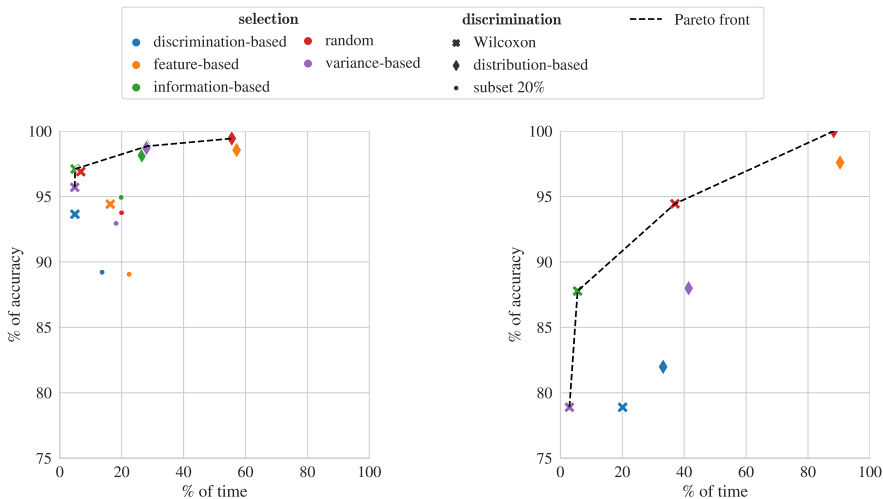 selection
discrimination-based
feature-based
information-based
random
variance-based
discrimination
Wilcoxon
distribution-based
subset 20%
Pareto front
100
95
90
85
80
75
% of accuracy
0 20 40 60 80 100
% of time
100
95
90
85
80
75
% of accuracy
0 20 40 60 80 100
% of time